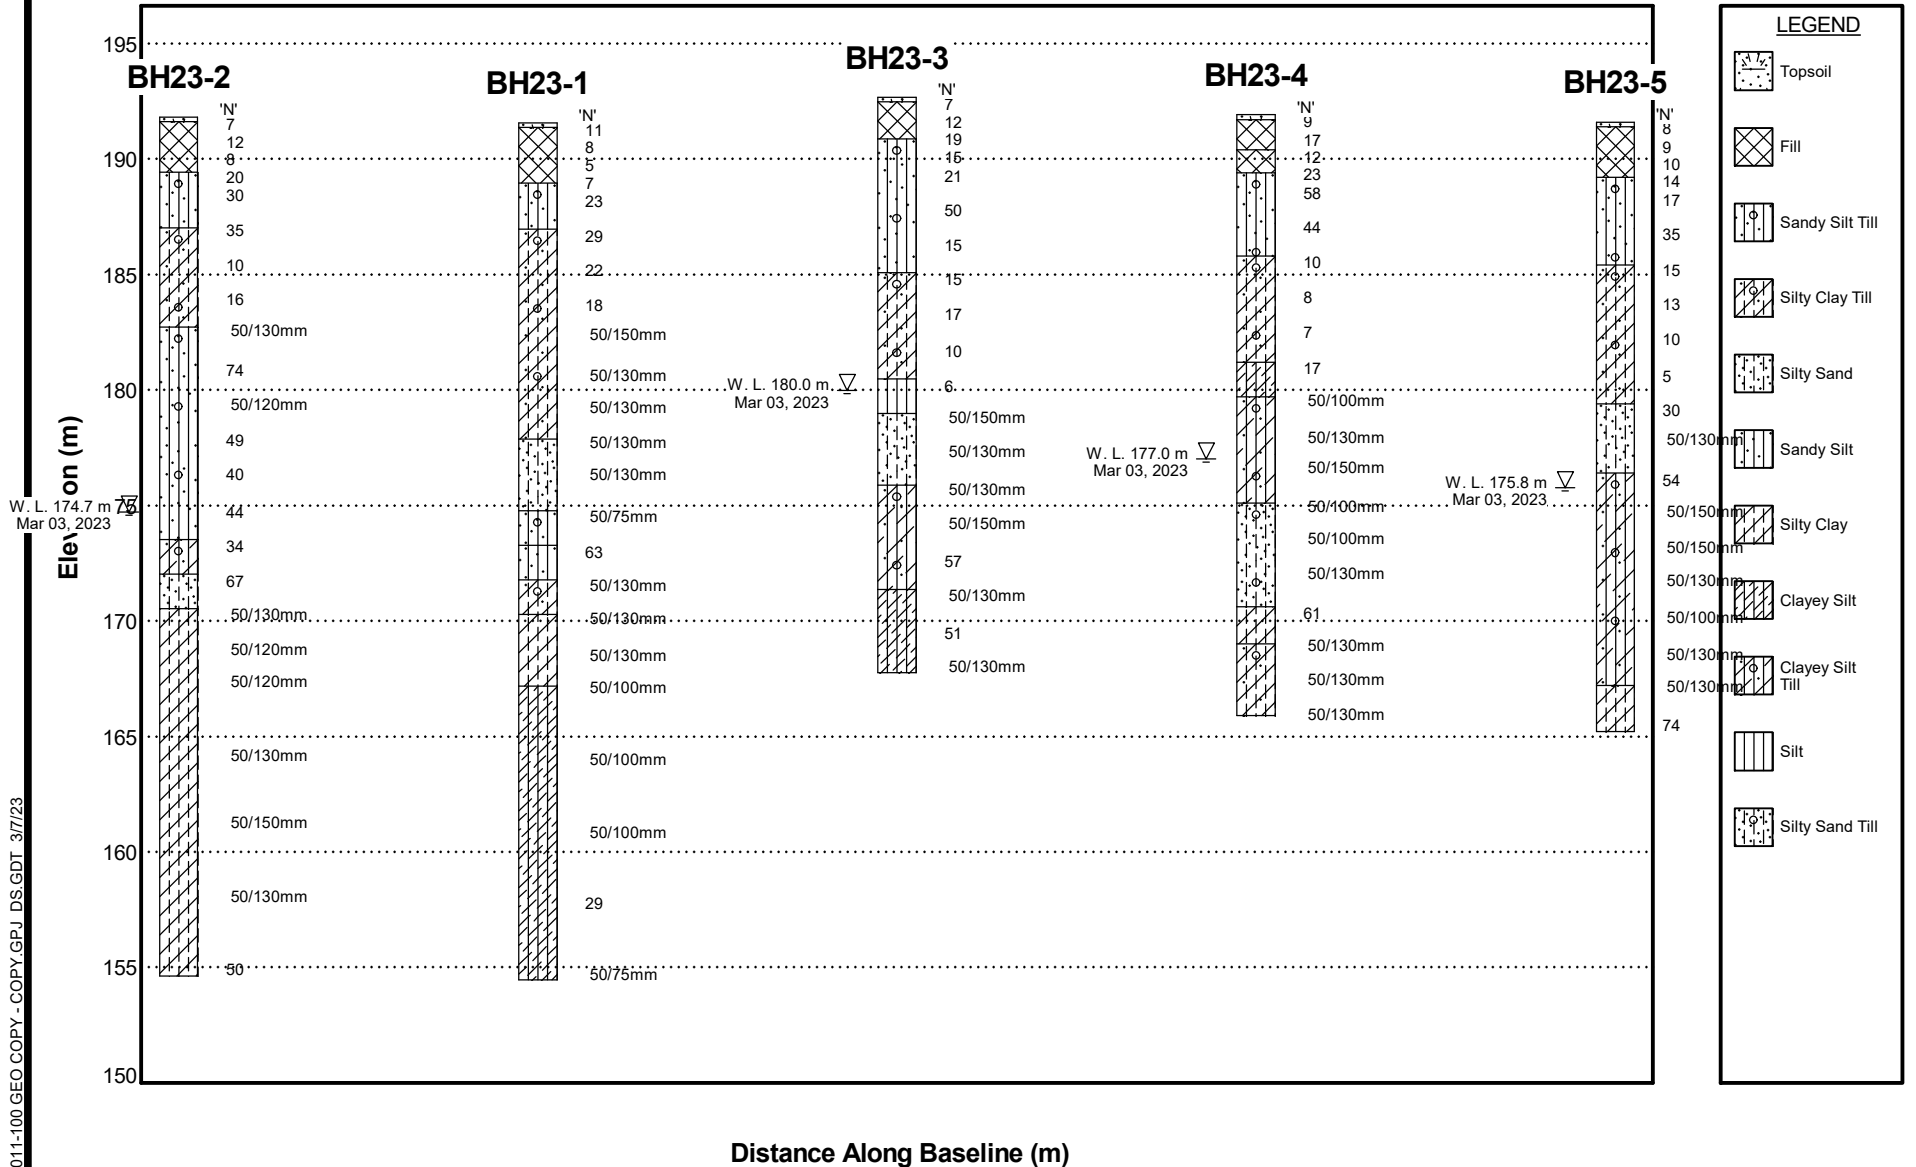 195
190
185
180
175
170
165
160
155
150
Elevation (m)
Distance Along Baseline (m)
011-100 GEO COPY - COPY.GPJ DS.GDT 3/7/23
BH23-2
'N'
7
12
8
20
30
35
10
16
50/130mm
74
50/120mm
49
40
44
34
67
50/130mm
50/120mm
50/120mm
50/130mm
50/150mm
50/130mm
50
W. L. 174.7 m
Mar 03, 2023
BH23-1
'N'
11
8
5
7
23
29
22
18
50/150mm
50/130mm
50/130mm
50/130mm
50/130mm
50/75mm
63
50/130mm
50/130mm
50/130mm
50/100mm
50/100mm
50/100mm
29
50/75mm
BH23-3
'N'
7
12
19
15
21
50
15
15
17
10
6
50/150mm
50/130mm
50/130mm
50/150mm
57
50/130mm
51
50/130mm
W. L. 180.0 m
Mar 03, 2023
BH23-4
'N'
9
17
12
23
58
44
10
8
7
17
50/100mm
50/130mm
50/150mm
50/100mm
50/100mm
50/130mm
61
50/130mm
50/130mm
50/130mm
W. L. 177.0 m
Mar 03, 2023
BH23-5
'N'
8
9
10
14
17
35
15
13
10
5
30
50/130mm
54
50/150mm
50/150mm
50/130mm
50/100mm
50/130mm
50/130mm
74
W. L. 175.8 m
Mar 03, 2023
LEGEND
Topsoil
Fill
Sandy Silt Till
Silty Clay Till
Silty Sand
Sandy Silt
Silty Clay
Clayey Silt
Clayey Silt
Till
Silt
Silty Sand Till